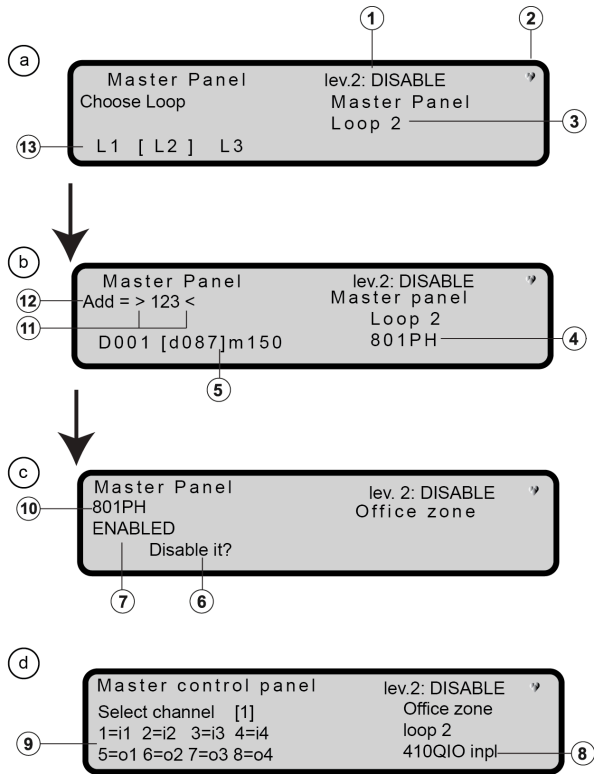 1
2
a
Master Panel lev.2: DISABLE
Choose Loop Master Panel
Loop 2 3
13 L1 [ L2 ] L3
b
Master Panel lev.2: DISABLE
12 Add = > 123 < Master panel
11 Loop 2
D001 [d087]m150 801PH 4
5
c
Master Panel lev. 2: DISABLE
10 801PH Office zone
ENABLED
Disable it?
7 6
d
Master control panel lev.2: DISABLE
Select channel [1] Office zone
1=i1 2=i2 3=i3 4=i4 loop 2
9 5=o1 6=o2 7=o3 8=o4 410QIO inpl 8